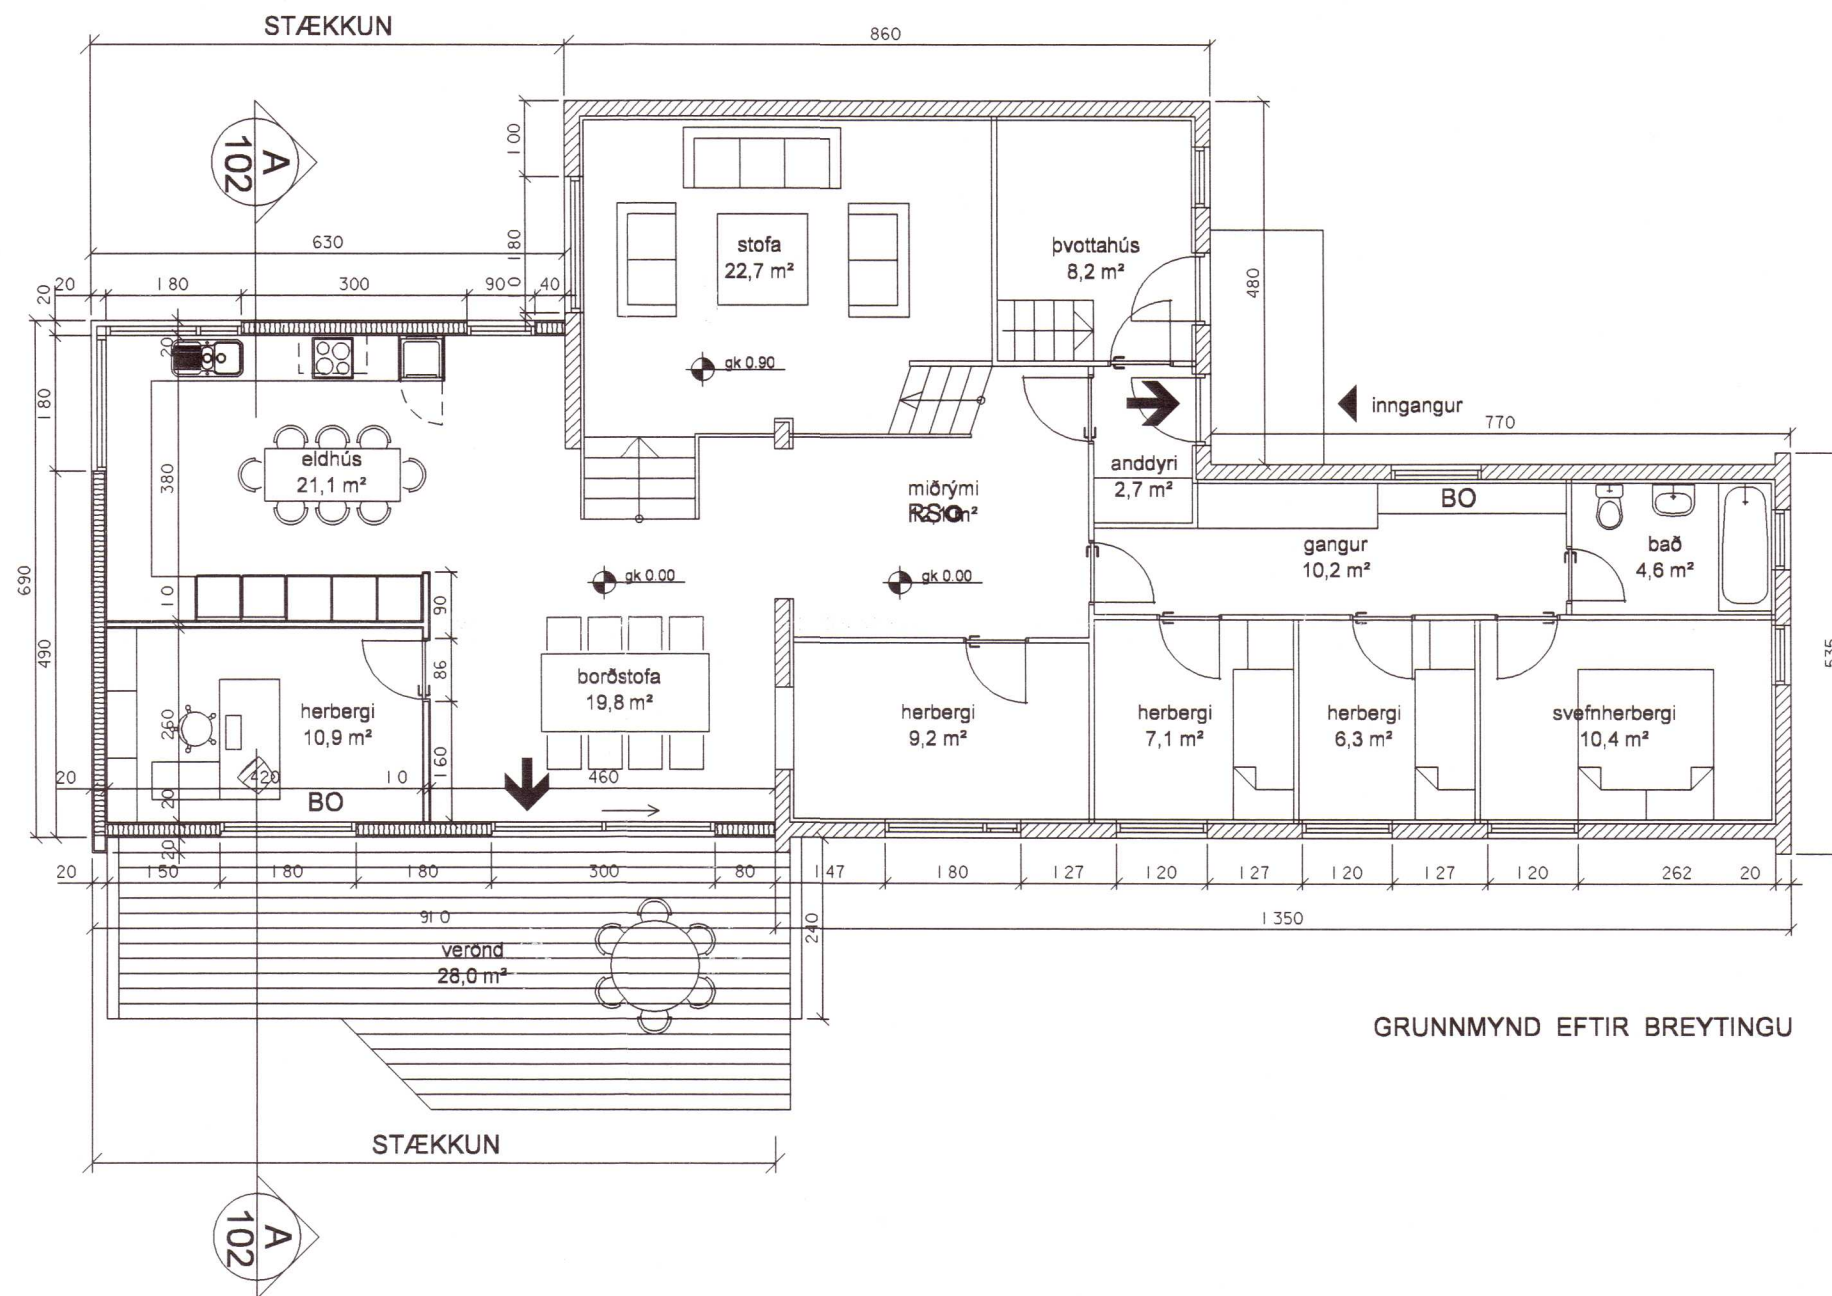 STÆKKUN
860
A
102
100
180
10
630
20
180
300
90
40
20
stofa
22,7 m²
þvottahús
8,2 m²
480
gk 0.90
inngangur
770
20
180
380
eldhús
21,1 m²
690
490
miðrými
RSO
anddyri
2,7 m²
BO
gangur
10,2 m²
bað
4,6 m²
gk 0.00
gk 0.00
10
90
86
160
260
herbergi
10,9 m²
borðstofa
19,8 m²
herbergi
9,2 m²
herbergi
7,1 m²
herbergi
6,3 m²
svefnherbergi
10,4 m²
20
420
10
460
20
BO
20
20
150
180
180
300
80
147
180
127
120
127
120
127
120
262
20
910
240
1350
verönd
28,0 m²
GRUNNMYND EFTIR BREYTINGU
STÆKKUN
A
102